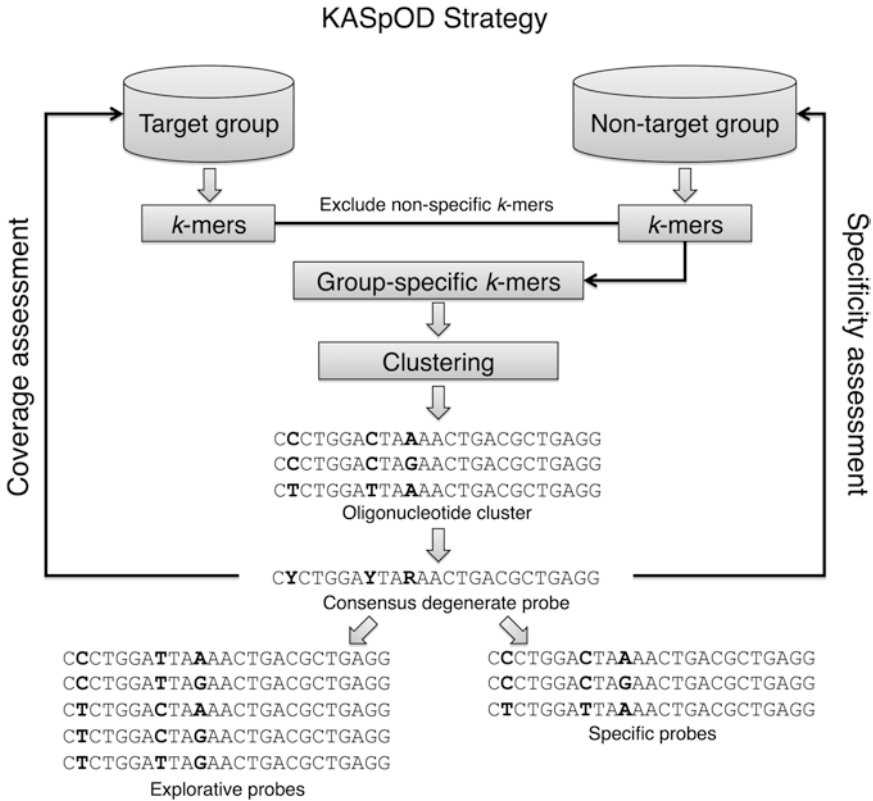 KASpOD Strategy
Target group
Non-target group
Exclude non-specific k-mers
k-mers
k-mers
Group-specific k-mers
Clustering
Coverage assessment
Specificity assessment
CCCTGGACTAAAACTGACGCTGAGG
CCCTGGACTAGAACTGACGCTGAGG
CTCTGGATTAAAACTGACGCTGAGG
Oligonucleotide cluster
CYCTGGAYTARAACTGACGCTGAGG
Consensus degenerate probe
CCCTGGATTAAAACTGACGCTGAGG
CCCTGGATTAGAACTGACGCTGAGG
CTCTGGACTAAAACTGACGCTGAGG
CTCTGGACTAGAACTGACGCTGAGG
CTCTGGATTAGAACTGACGCTGAGG
Explorative probes
CCCTGGACTAAAACTGACGCTGAGG
CCCTGGACTAGAACTGACGCTGAGG
CTCTGGATTAAAACTGACGCTGAGG
Specific probes